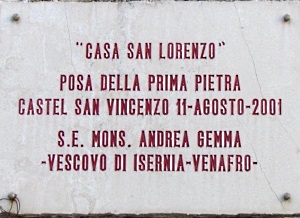 "CASA SAN LORENZO"
POSA DELLA PRIMA PIETRA
CASTEL SAN VINCENZO 11-AGOSTO-2001
S.E. MONS. ANDREA GEMMA
-VESCOVO DI ISERNIA-VENAFRO-